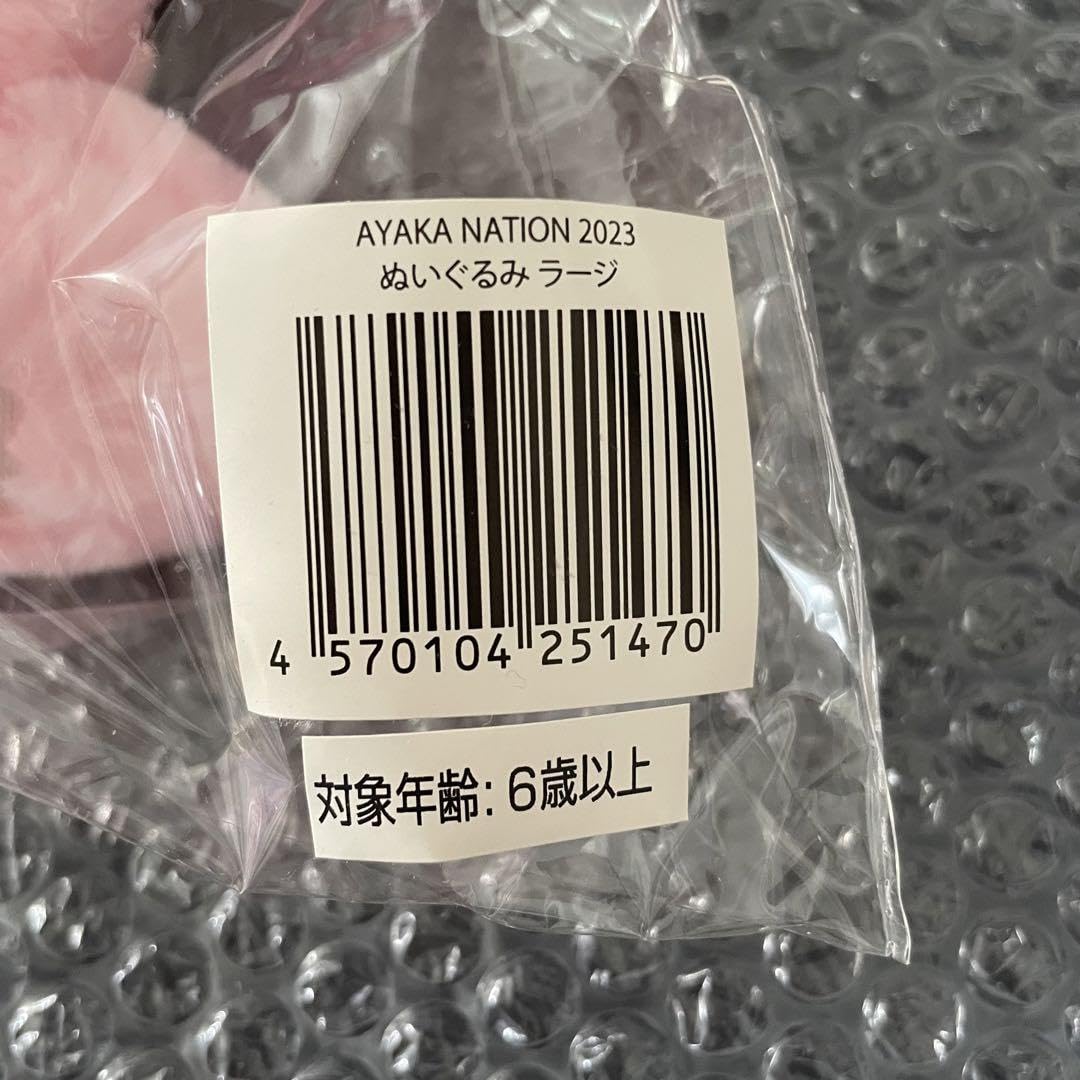 AYAKA NATION 2023
ぬいぐるみ ラージ
4 570104 251470
対象年齢: 6歳以上